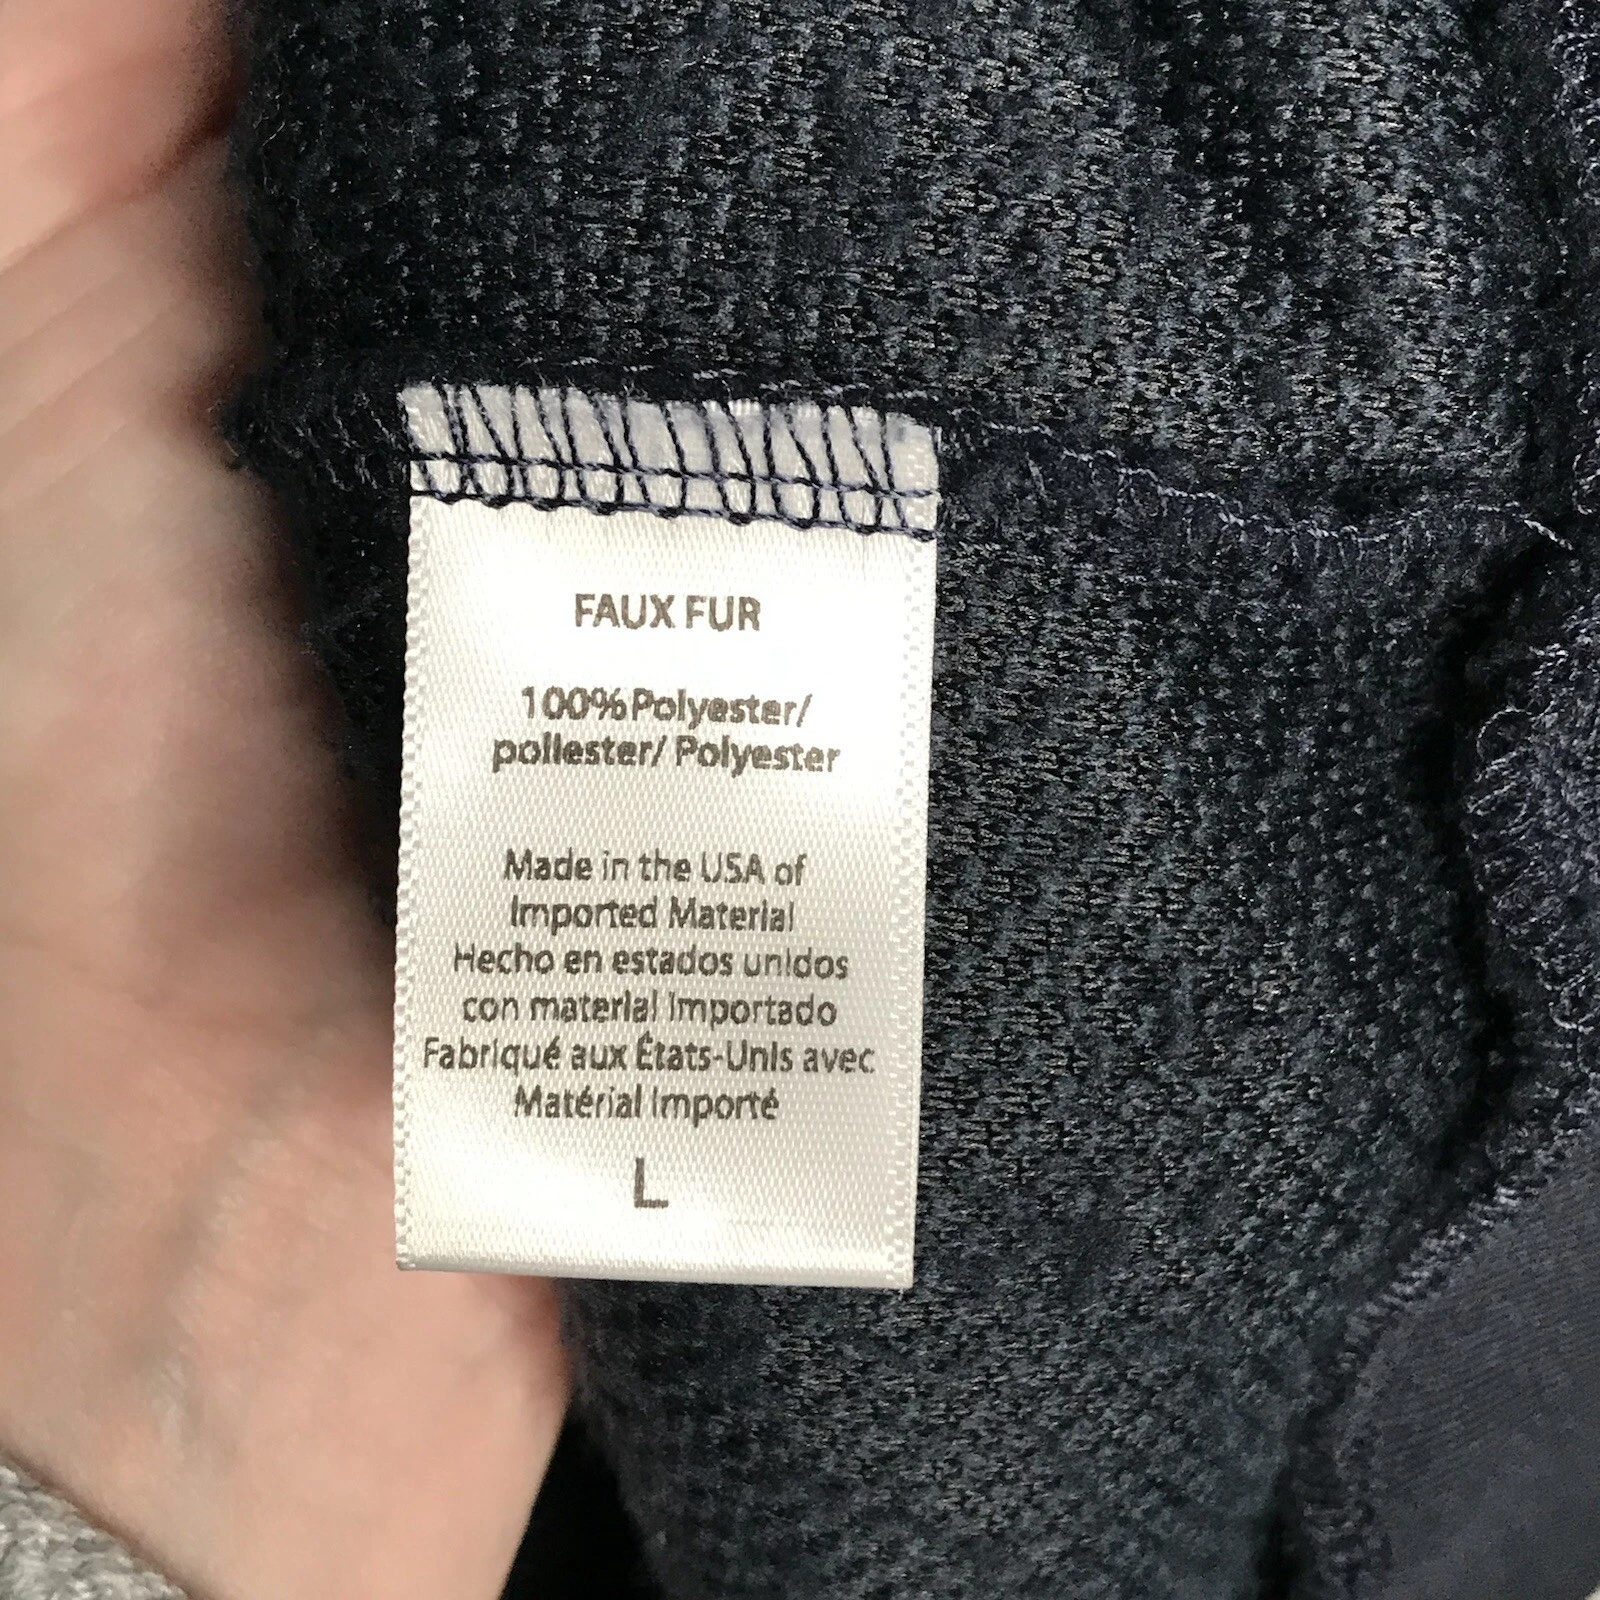 FAUX FUR
100% Polyester/
poliester/ Polyester
Made in the USA of
Imported Material
Hecho en estados unidos
con material Importado
Fabriqué aux États-Unis avec
Matérial Importé
L